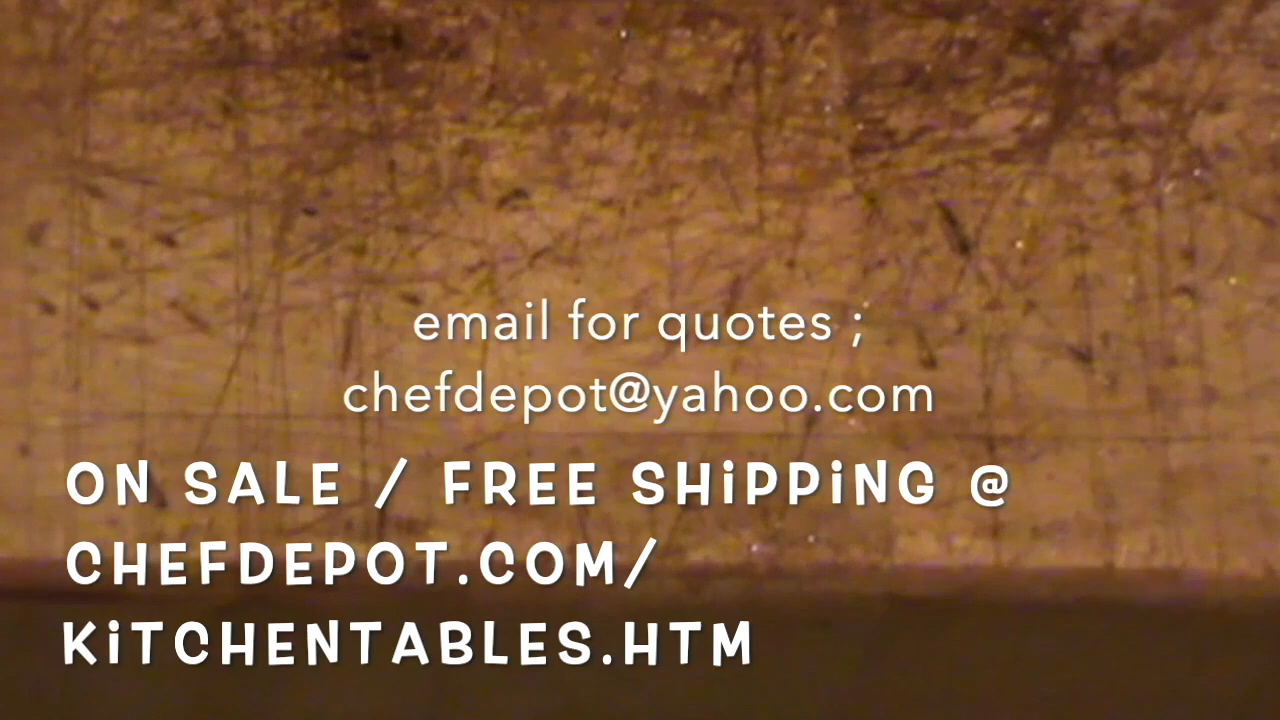 email for quotes ;
chefdepot@yahoo.com
ON SALE / FREE SHiPPiNG @
CHEFDEPOT.COM/
KiTCHENTABLES.HTM